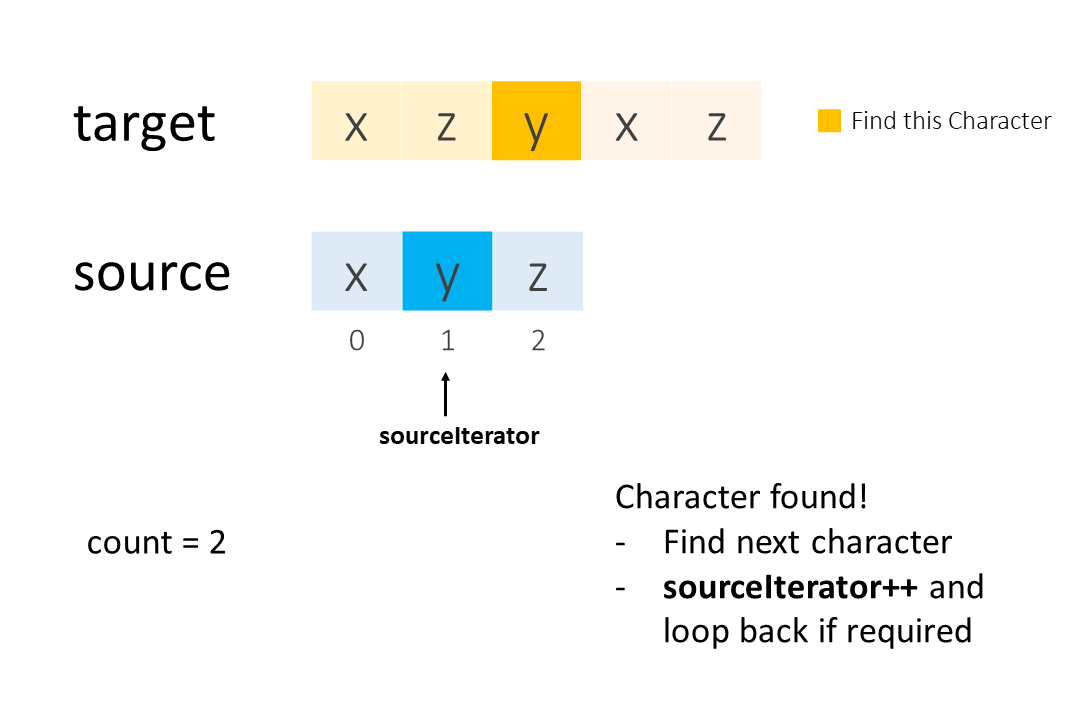 target x z y x z Find this Character
source x y z
0 1 2
sourceIterator
Character found!
count = 2 - Find next character
- sourceIterator++ and
loop back if required